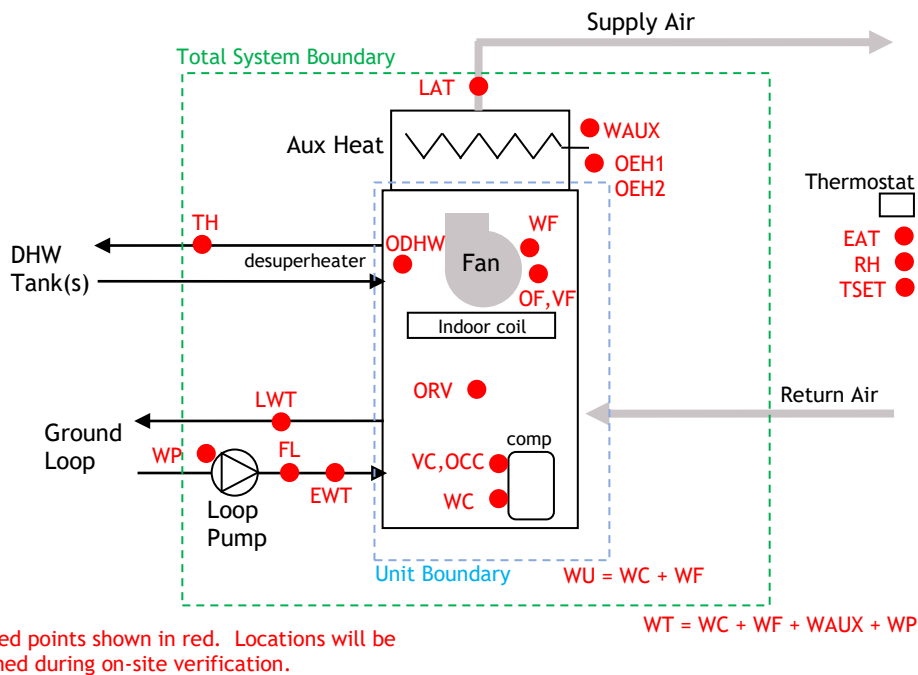 Supply Air
Total System Boundary
LAT
Aux Heat
WAUX
OEH1
OEH2
Thermostat
TH
ODHW
WF
EAT
DHW
Tank(s)
desuperheater
Fan
RH
OF,VF
TSET
Indoor coil
ORV
Return Air
LWT
Ground
Loop
comp
WP
FL
VC,OCC
EWT
WC
Loop
Pump
Unit Boundary
WU = WC + WF
WT = WC + WF + WAUX + WP
ed points shown in red. Locations will be
ned during on-site verification.